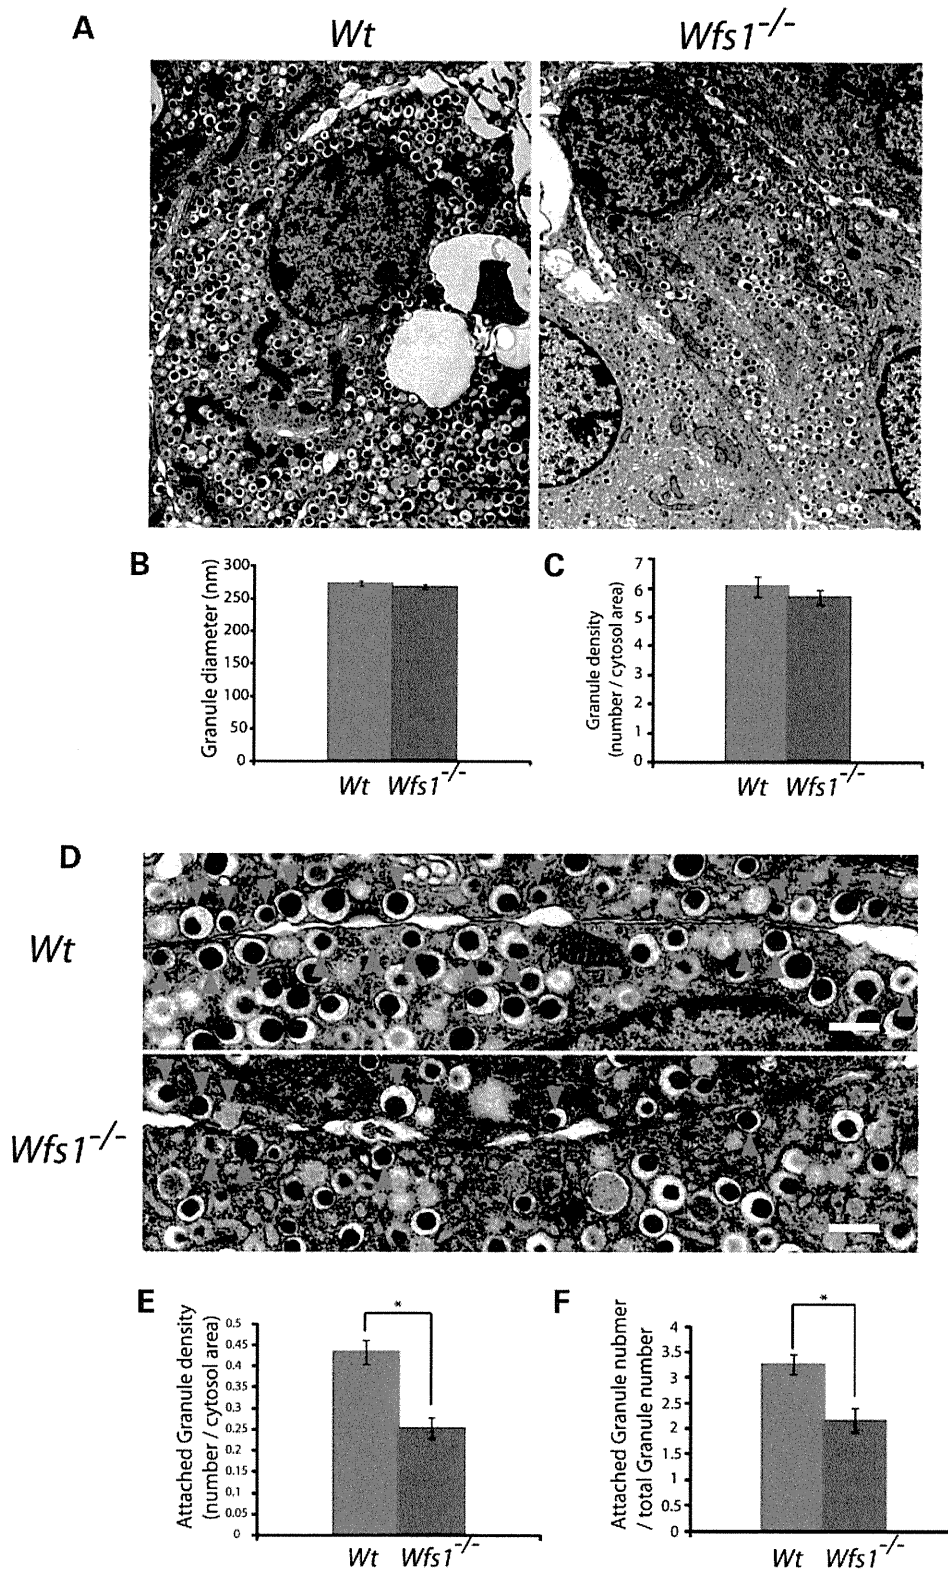 A
Wt
Wfs1-/-
B
Granule diameter (nm)
300
250
200
150
100
50
0
Wt
Wfs1-/-
C
Granule density
(number / cytosol area)
7
6
5
4
3
2
1
0
Wt
Wfs1-/-
D
Wt
Wfs1-/-
E
Attached Granule density
(number / cytosol area)
0.5
0.45
0.4
0.35
0.3
0.25
0.2
0.15
0.1
0.05
0
*
Wt
Wfs1-/-
F
Attached Granule nubmer
/ total Granule number
4
3.5
3
2.5
2
1.5
1
0.5
0
*
Wt
Wfs1-/-